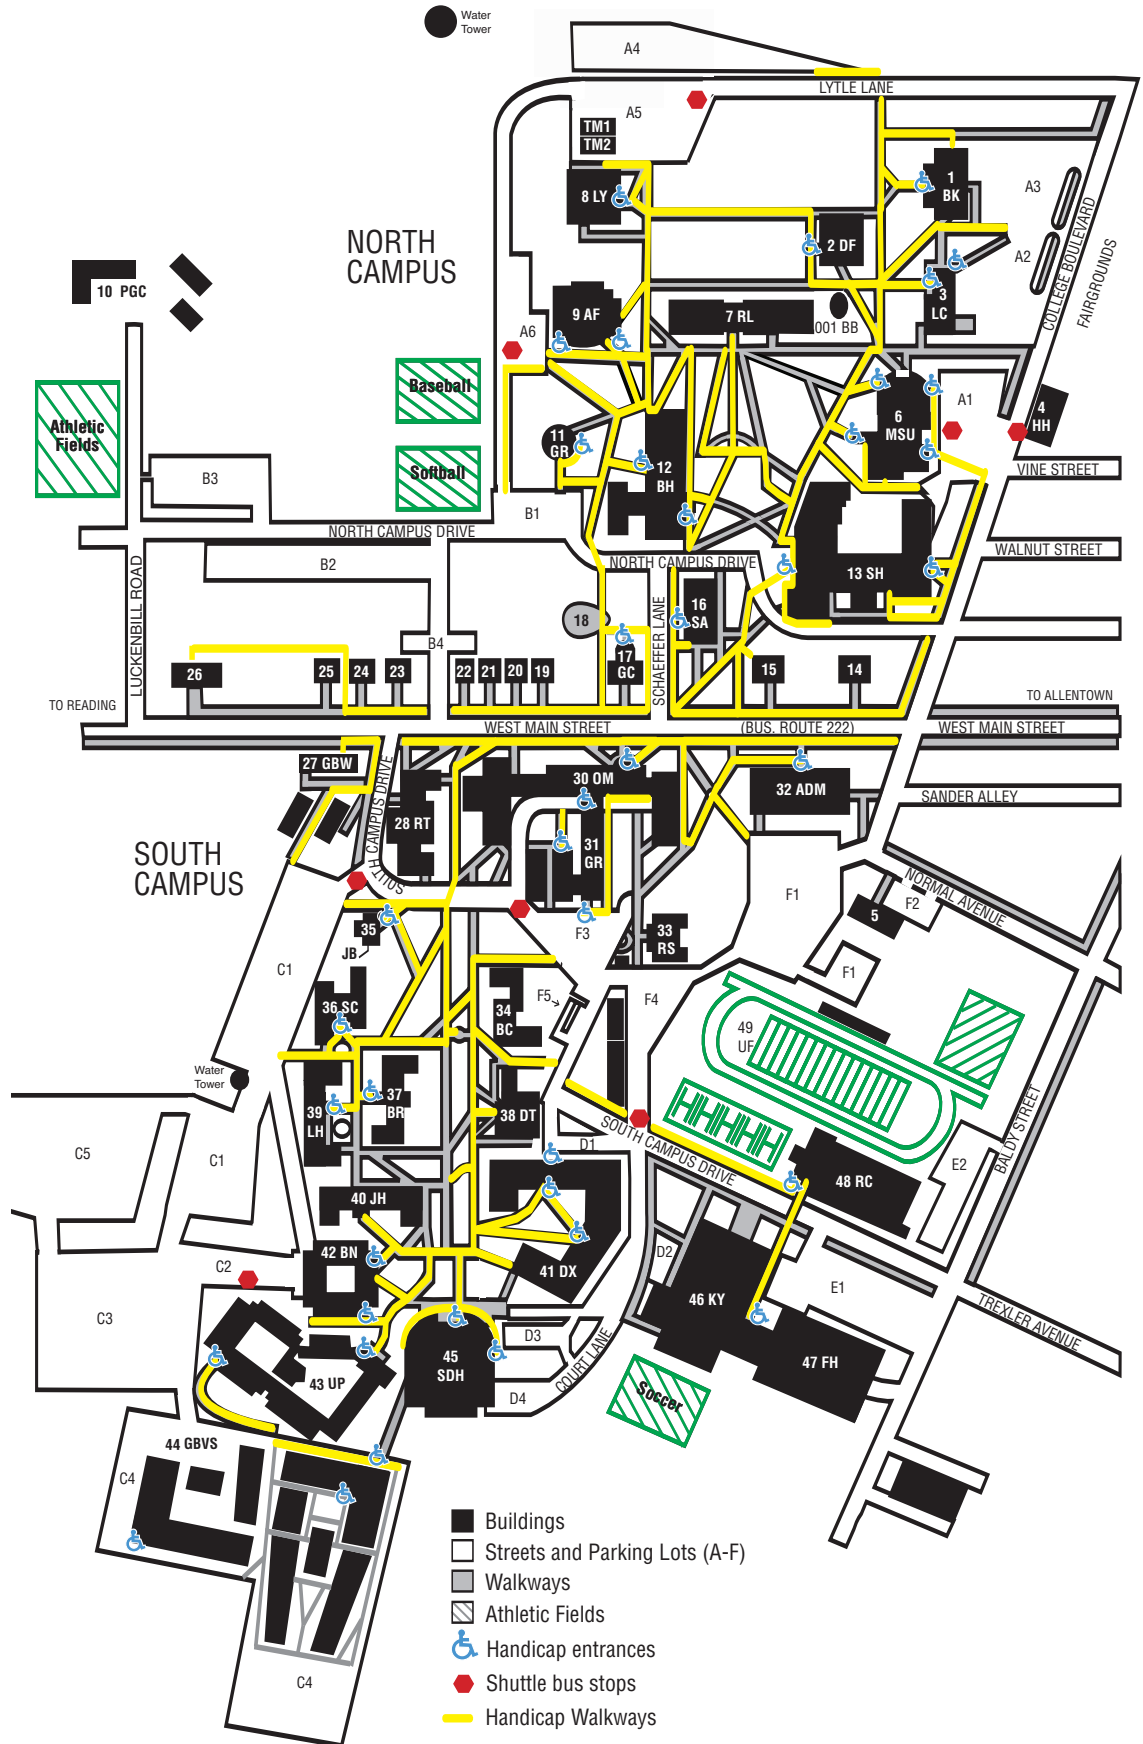 Water
Tower
A4
LYTLE LANE
A5
TM1
TM2
8 LY
1
BK
A3
NORTH
CAMPUS
2 DF
A2
COLLEGE BOULEVARD
FAIRGROUNDS
10 PGC
3
LC
9 AF
7 RL
001 BB
A6
Baseball
Athletic
Fields
A1
4
HH
6
MSU
11
GR
Softball
12
BH
VINE STREET
B3
B1
NORTH CAMPUS DRIVE
WALNUT STREET
NORTH CAMPUS DRIVE
B2
13 SH
LUCKENBILL ROAD
SCHAEFFER LANE
16
SA
18
B4
17
GC
26
25
24
23
22
21
20
19
15
14
TO READING
TO ALLENTOWN
WEST MAIN STREET
(BUS. ROUTE 222)
WEST MAIN STREET
27 GBW
30 OM
32 ADM
SANDER ALLEY
28 RT
SOUTH CAMPUS DRIVE
31
GR
SOUTH
CAMPUS
NORMAL AVENUE
F1
F2
5
35
JB
33
RS
F3
C1
F1
36 SC
34
BC
F5
F4
49
UF
Water
Tower
37
BR
39
LH
38 DT
BALDY STREET
SOUTH CAMPUS DRIVE
D1
C5
C1
E2
48 RC
40 JH
42 BN
D2
41 DX
C2
46 KY
E1
C3
TREXLER AVENUE
D3
COURT LANE
45
SDH
47 FH
43 UP
D4
Soccer
44 GBVS
C4
C4
Buildings
Streets and Parking Lots (A-F)
Walkways
Athletic Fields
Handicap entrances
Shuttle bus stops
Handicap Walkways